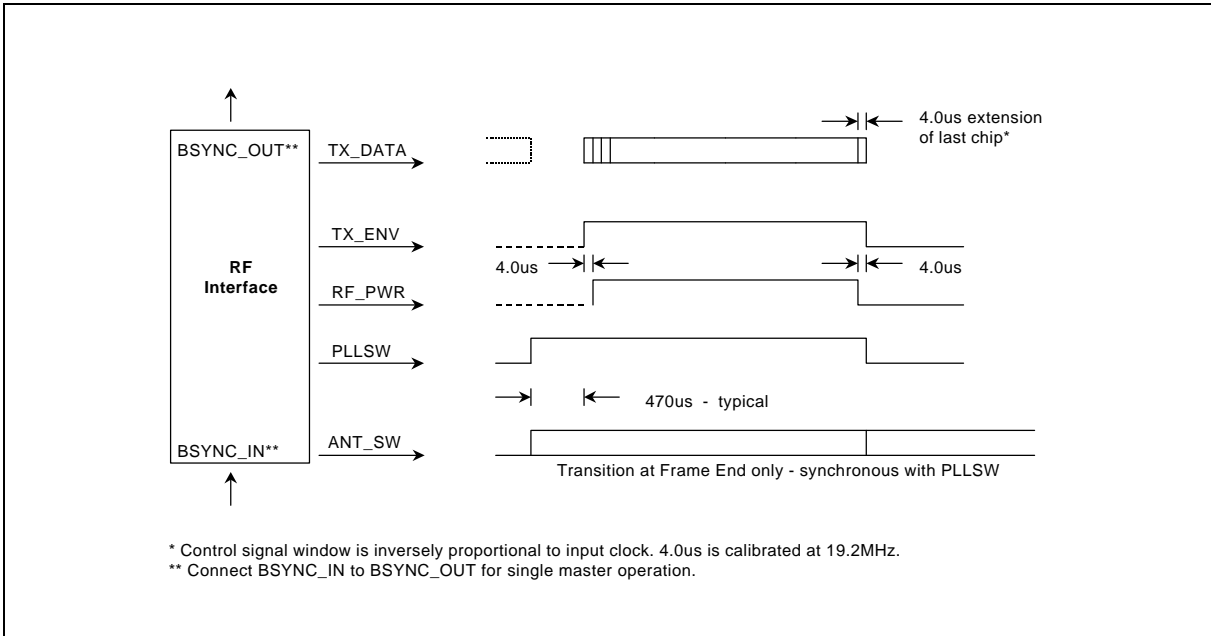 4.0us extension
of last chip*
BSYNC_OUT**
TX_DATA
TX_ENV
RF
Interface
4.0us
4.0us
RF_PWR
PLLSW
470us - typical
BSYNC_IN**
ANT_SW
Transition at Frame End only - synchronous with PLLSW
* Control signal window is inversely proportional to input clock. 4.0us is calibrated at 19.2MHz.
** Connect BSYNC_IN to BSYNC_OUT for single master operation.